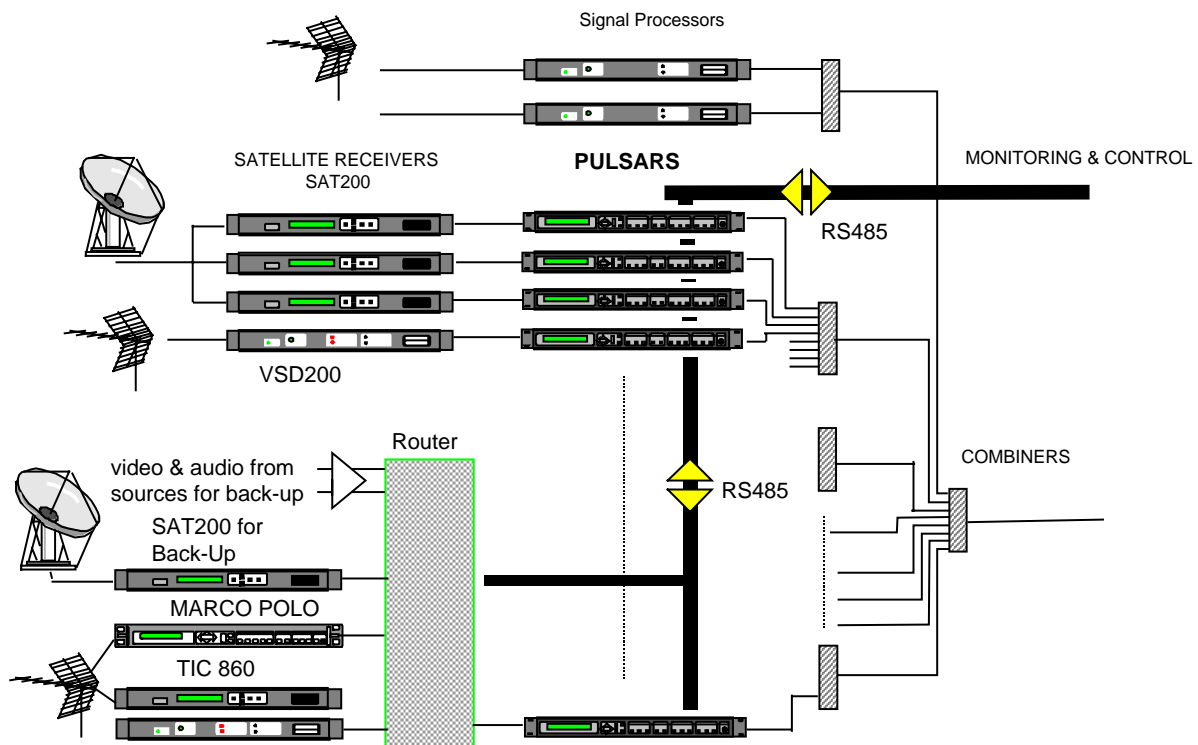 Signal Processors
SATELLITE RECEIVERS
SAT200
PULSARS
MONITORING & CONTROL
RS485
VSD200
Router
video & audio from
sources for back-up
RS485
COMBINERS
SAT200 for
Back-Up
MARCO POLO
TIC 860